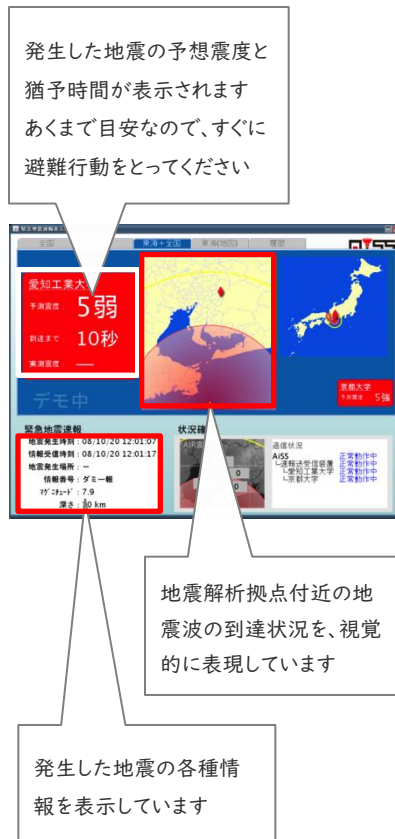 発生した地震の予想震度と
猶予時間が表示されます
あくまで目安なので、すぐに
避難行動をとってください
全国
東海+全国
東海(地図)
履歴
愛知工業大
予測震度: 5弱
到達まで 10秒
実測震度: ―
デモ中
京都大学
予測震度 5強
緊急地震速報
地震発生時刻:08/10/20 12:01:07
情報受信時刻:08/10/20 12:01:17
地震発生場所:―
情報番号:ダミー報
マグニチュード:7.9
深さ:10 km
状況確
通信状況
AiSS 正常動作中
└速報送受信装置 正常動作中
└愛知工業大学 正常動作中
└京都大学 正常動作中
地震解析拠点付近の地
震波の到達状況を、視覚
的に表現しています
発生した地震の各種情
報を表示しています